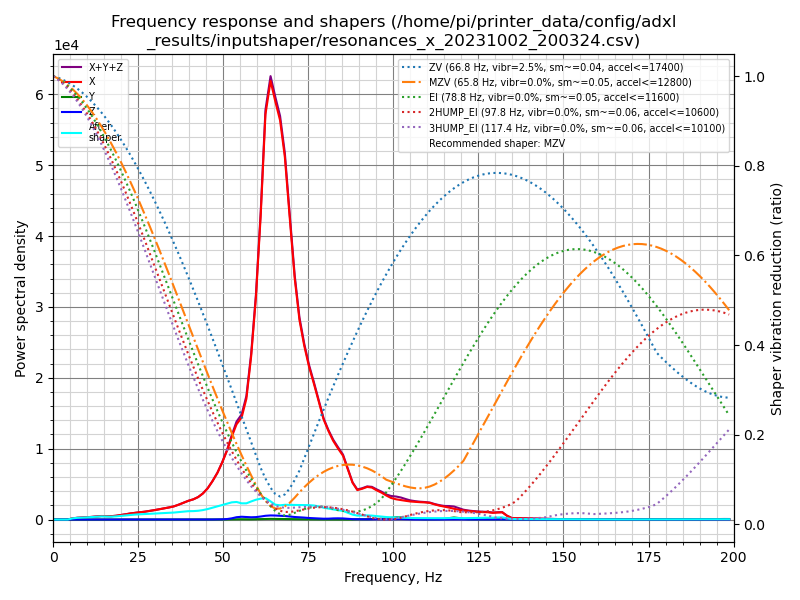 Frequency response and shapers (/home/pi/printer_data/config/adxl
_results/inputshaper/resonances_x_20231002_200324.csv)
1e4
X+Y+Z
X
Y
Z
After
shaper
ZV (66.8 Hz, vibr=2.5%, sm~=0.04, accel<=17400)
MZV (65.8 Hz, vibr=0.0%, sm~=0.05, accel<=12800)
EI (78.8 Hz, vibr=0.0%, sm~=0.05, accel<=11600)
2HUMP_EI (97.8 Hz, vibr=0.0%, sm~=0.06, accel<=10600)
3HUMP_EI (117.4 Hz, vibr=0.0%, sm~=0.06, accel<=10100)
Recommended shaper: MZV
Power spectral density
6
5
4
3
2
1
0
1.0
0.8
0.6
0.4
0.2
0.0
Shaper vibration reduction (ratio)
0 25 50 75 100 125 150 175 200
Frequency, Hz